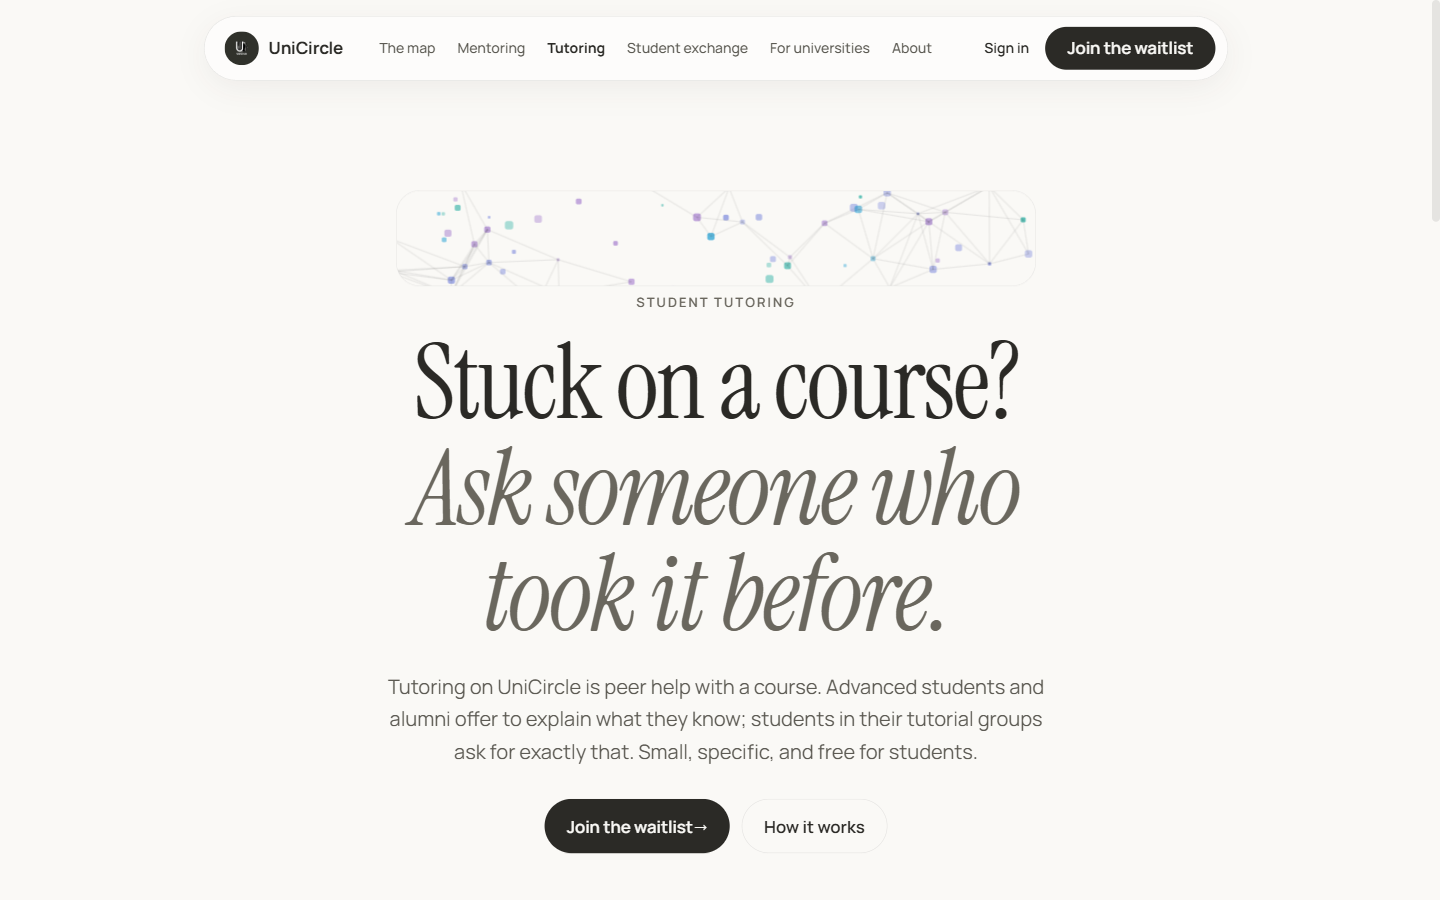 UniCircle
The map
Mentoring
Tutoring
Student exchange
For universities
About
Sign in
Join the waitlist
STUDENT TUTORING
Stuck on a course?
Ask someone who
took it before.
Tutoring on UniCircle is peer help with a course. Advanced students and
alumni offer to explain what they know; students in their tutorial groups
ask for exactly that. Small, specific, and free for students.
Join the waitlist→
How it works